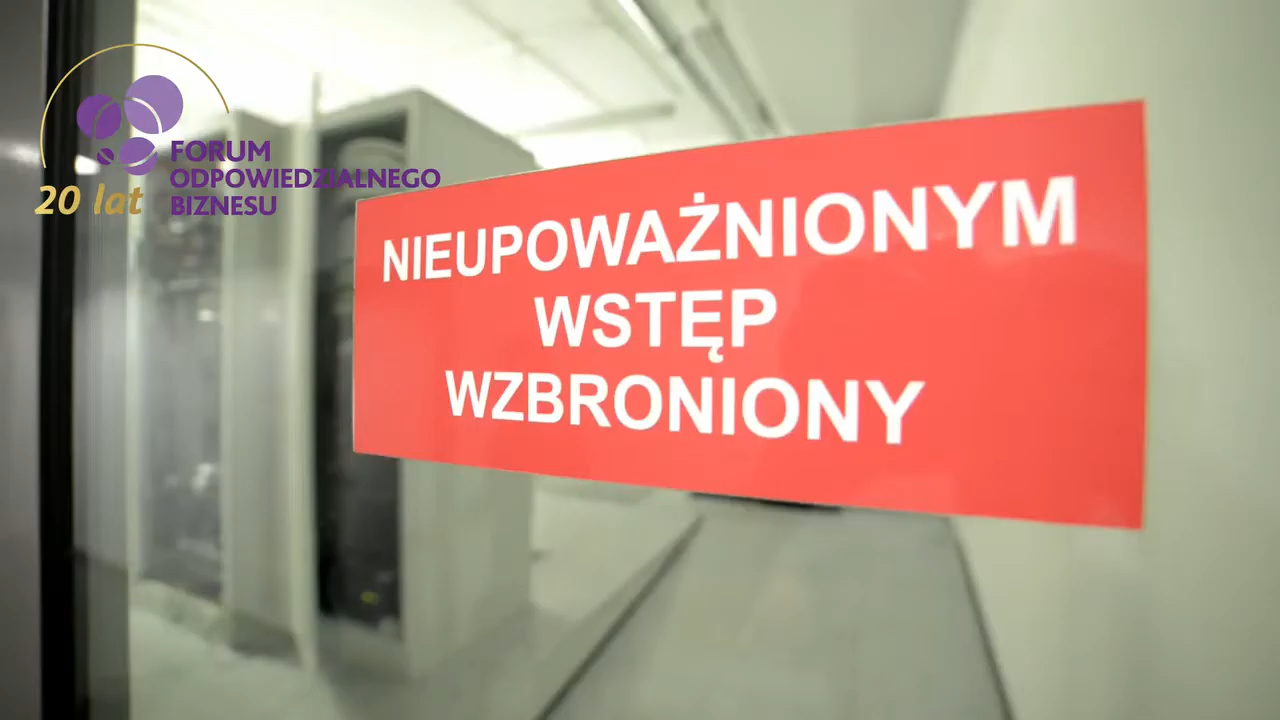 FORUM
ODPOWIEDZIALNEGO
BIZNESU
20 lat
NIEUPOWAŻNIONYM
WSTĘP
WZBRONIONY